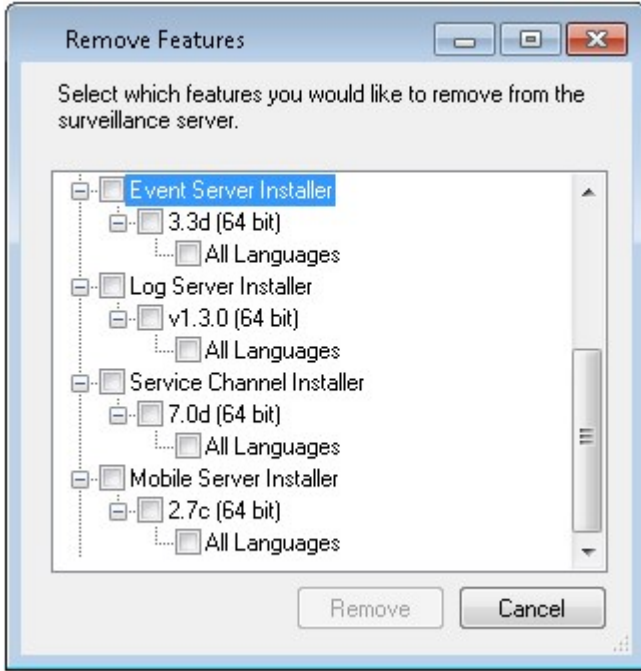 Remove Features
Select which features you would like to remove from the
surveillance server.
Event Server Installer
3.3d (64 bit)
All Languages
Log Server Installer
v1.3.0 (64 bit)
All Languages
Service Channel Installer
7.0d (64 bit)
All Languages
Mobile Server Installer
2.7c (64 bit)
All Languages
Remove
Cancel